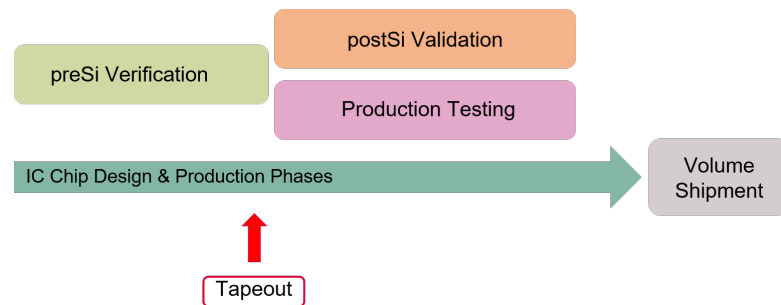 postSi Validation
preSi Verification
Production Testing
IC Chip Design & Production Phases
Volume
Shipment
Tapeout